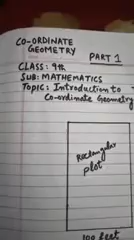 CO-ORDINATE
GEOMETRY
PART 1
CLASS: 9th
SUB: MATHEMATICS
Topic: Introduction to
Co-ordinate Geometry
Rectangular
plot
100 feet